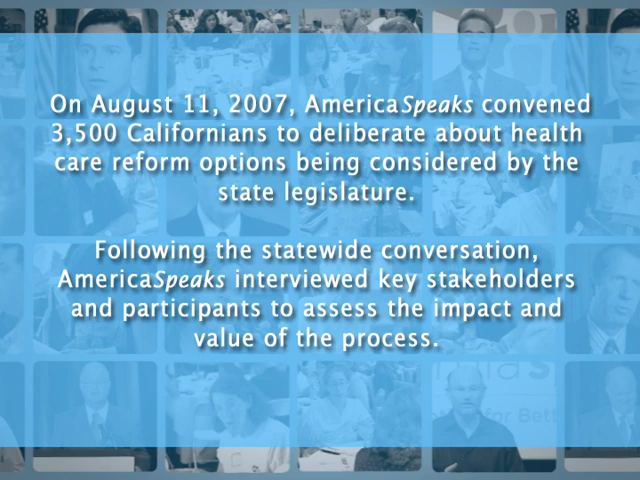 On August 11, 2007, AmericaSpeaks convened
3,500 Californians to deliberate about health
care reform options being considered by the
state legislature.
Following the statewide conversation,
AmericaSpeaks interviewed key stakeholders
and participants to assess the impact and
value of the process.
for Bett